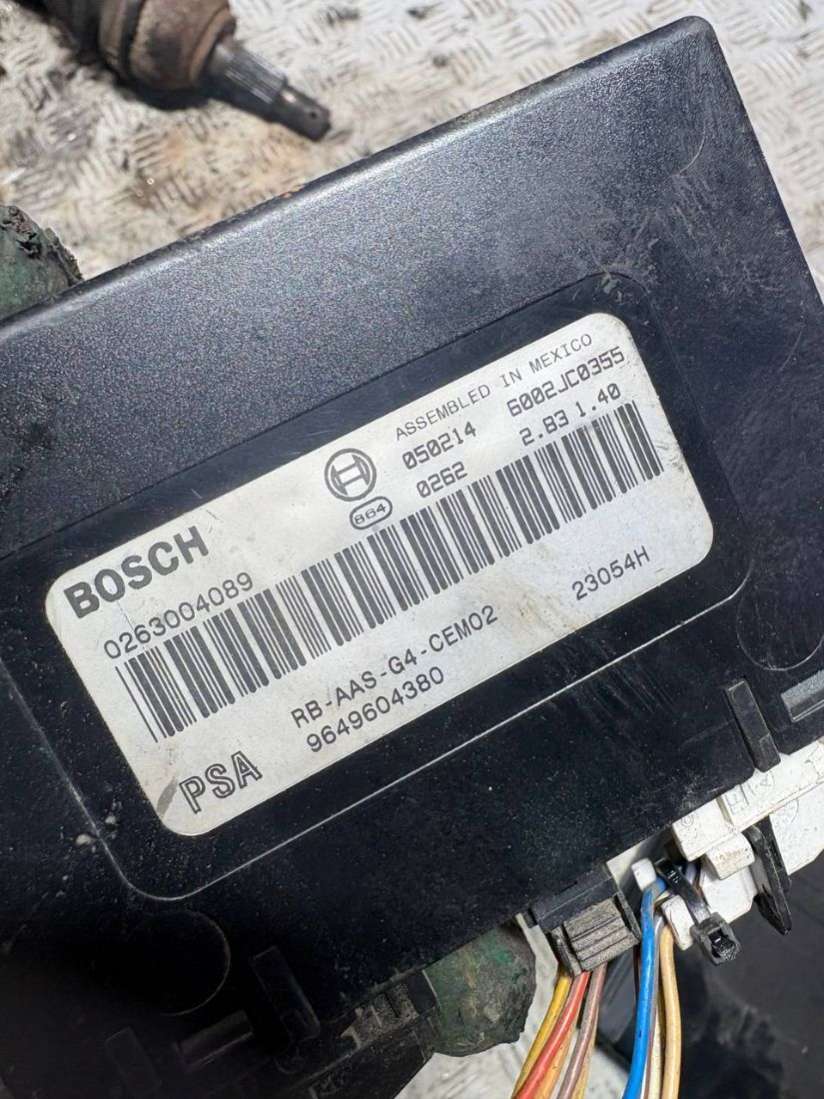 ASSEMBLED IN MEXICO
050214 6002JC0355
864 0262 2.83 1.40
BOSCH
0263004089
RB-AAS-G4-CEM02 23054H
9649604380
PSA